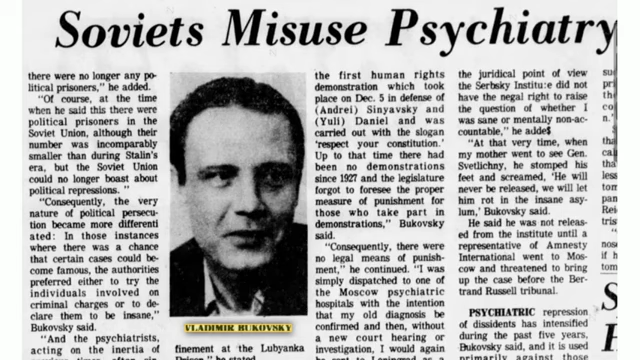 Soviets Misuse Psychiatry
there were no longer any po-
litical prisoners," he added.
"Of course, at the time
when he said this there were
political prisoners in the
Soviet Union, although their
number was incomparably
smaller than during Stalin's
era, but the Soviet Union
could no longer boast about
political repressions. "
"Consequently, the very
nature of political persecu-
tion became more differenti
ated: In those instances
where there was a chance
that certain cases could be-
come famous, the authorities
preferred either to try the
individuals involved on
criminal charges or to de-
clare them to be insane,"
Bukovsky said.
"And the psychiatrists,
acting on the inertia of
VLADIMIR BUKOVSKY
finement at the Lubyanka
the first human rights
demonstration which took
place on Dec. 5 in defense of
(Andrei) Sinyavsky and
(Yuli) Daniel and was
carried out with the slogan
'respect your constitution.'
Up to that time there had
been no demonstrations
since 1927 and the legislature
forgot to foresee the proper
measure of punishment for
those who take part in
demonstrations," Bukovsky
said.
"Consequently, there were
no legal means of punish-
ment," he continued. "I was
simply dispatched to one of
the Moscow psychiatric
hospitals with the intention
that my old diagnosis be
confirmed and then, without
a new court hearing or
investigation, I would again
the juridical point of view
the Serbsky Institu:e did not
have the negal right to raise
the question of whether I
was sane or mentally non-ac-
countable," he adde$
"At that very time, when
my mother went to see Gen.
Svetlichny, he stomped his
feet and screamed, 'He will
never be released, we will let
him rot in the insane asy-
lum,' Bukovsky said.
He said he was not releas-
ed from the institute until a
representative of Amnesty
International went to Mos-
cow and threatened to bring
up the case before the Ber-
trand Russell tribunal.
PSYCHIATRIC repression
of dissidents has intensified
during the past five years,
Bukovsky said, and it is used
primarily against those